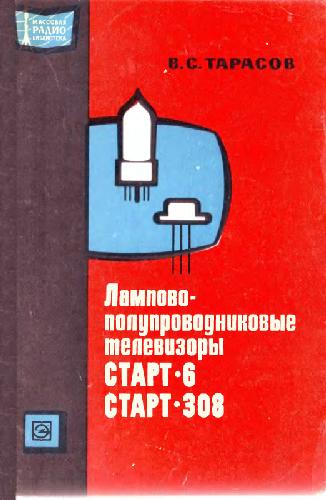 МАССОВАЯ
РАДИО
БИБЛИОТЕКА
В.С.ТАРАСОВ
Лампово-
полупроводниковые
телевизоры
СТАРТ·6
СТАРТ·308